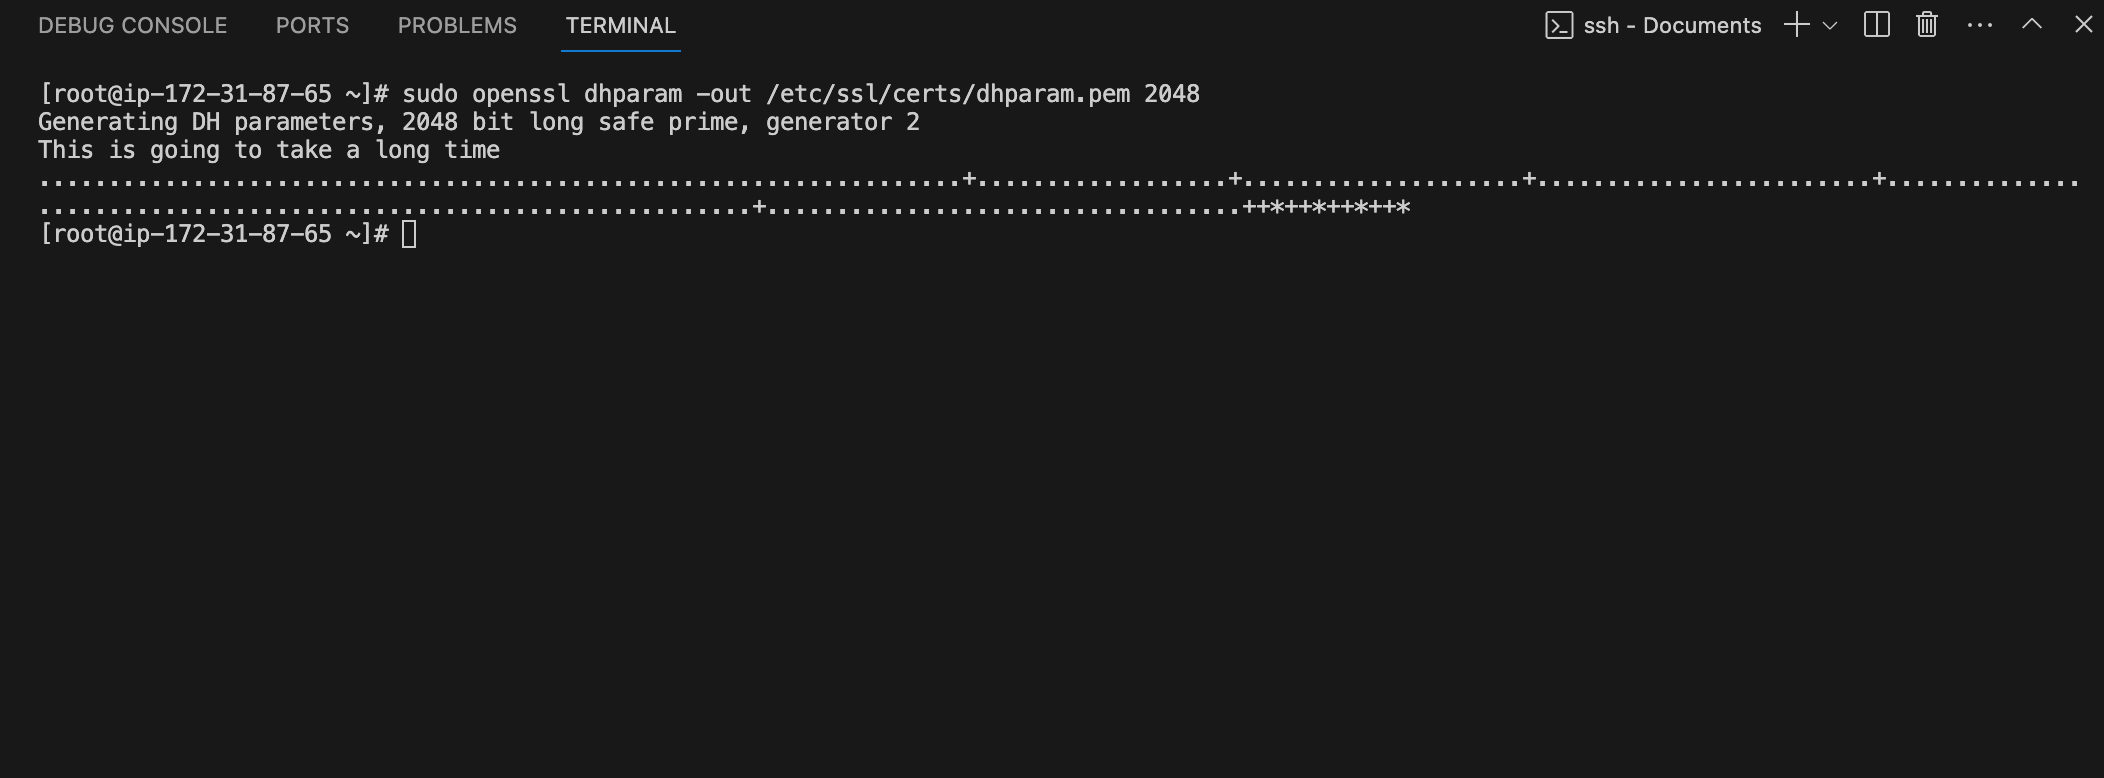 DEBUG CONSOLE PORTS PROBLEMS TERMINAL ssh - Documents
[root@ip-172-31-87-65 ~]# sudo openssl dhparam -out /etc/ssl/certs/dhparam.pem 2048
Generating DH parameters, 2048 bit long safe prime, generator 2
This is going to take a long time
..................................................................+..................+....................+........................+..............
...................................................+..................................++*++*++*++*
[root@ip-172-31-87-65 ~]#